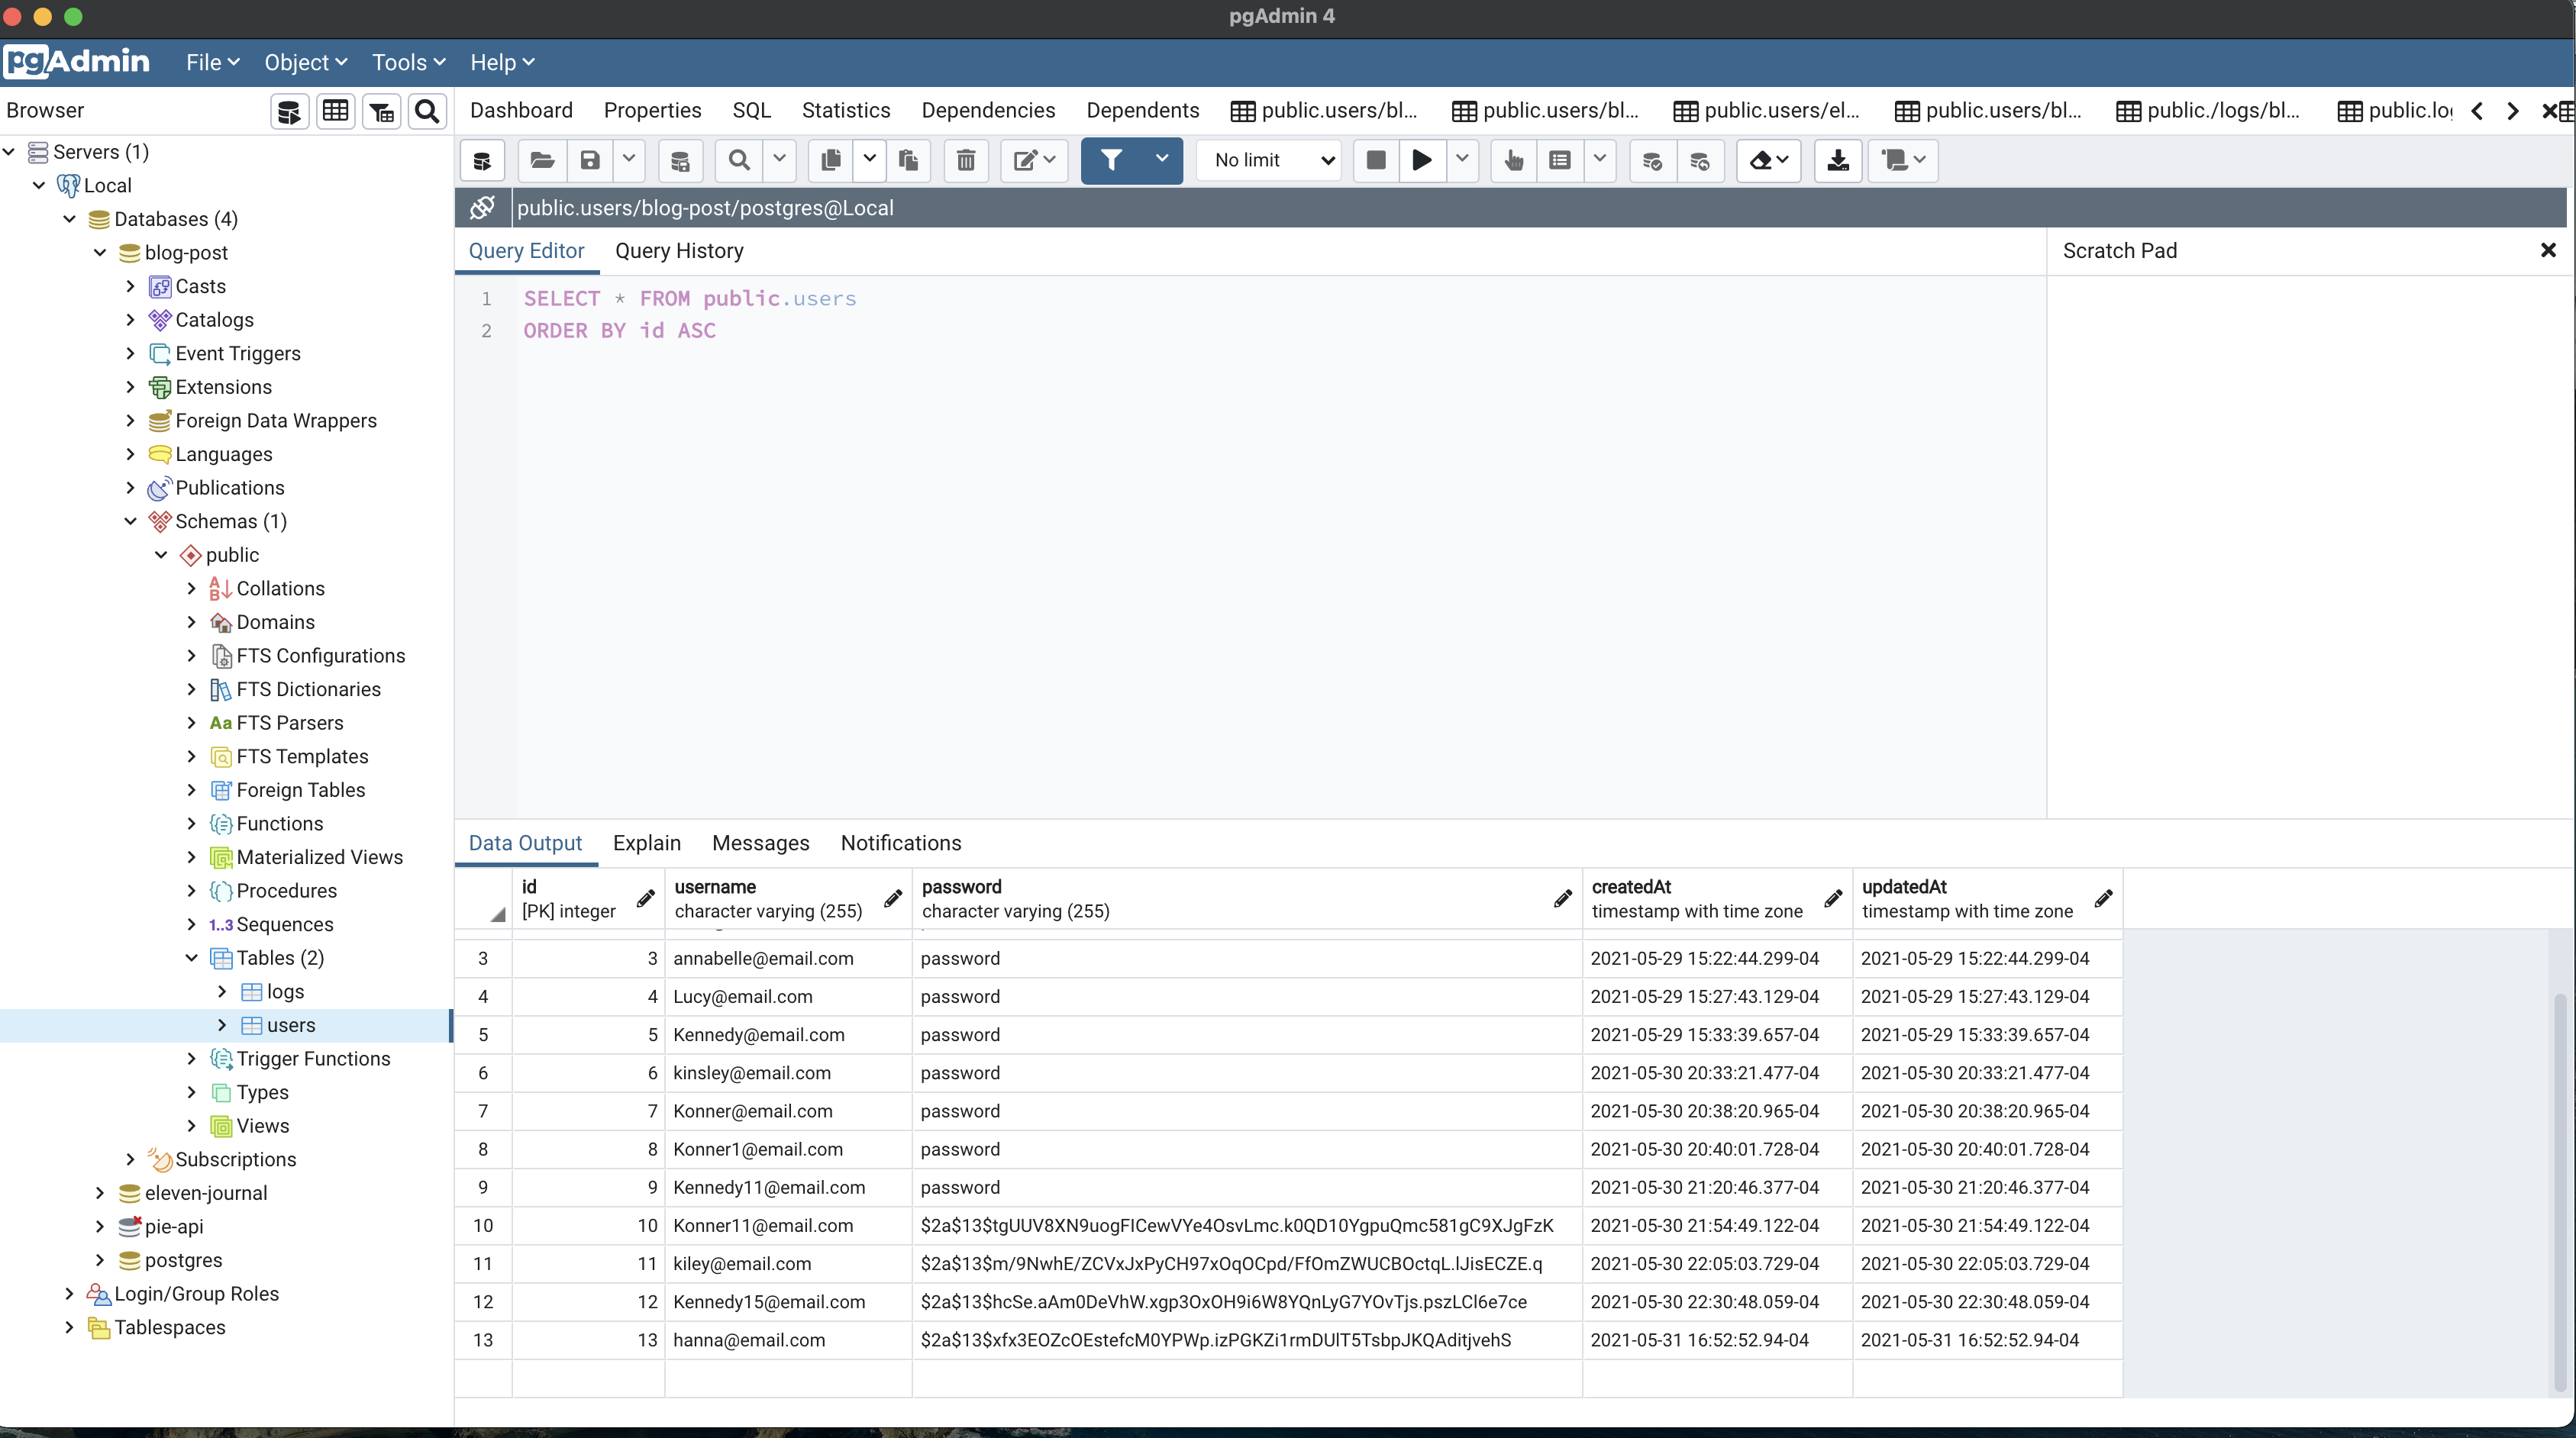 pgAdmin 4
pgAdmin File Object Tools Help
Browser
Dashboard Properties SQL Statistics Dependencies Dependents public.users/bl... public.users/bl... public.users/el... public.users/bl... public./logs/bl... public.lo
No limit
public.users/blog-post/postgres@Local
Query Editor Query History
Scratch Pad
1 SELECT * FROM public.users
2 ORDER BY id ASC
Servers (1)
Local
Databases (4)
blog-post
Casts
Catalogs
Event Triggers
Extensions
Foreign Data Wrappers
Languages
Publications
Schemas (1)
public
Collations
Domains
FTS Configurations
FTS Dictionaries
Aa FTS Parsers
FTS Templates
Foreign Tables
Functions
Materialized Views
Procedures
1..3 Sequences
Tables (2)
logs
users
Trigger Functions
Types
Views
Subscriptions
eleven-journal
pie-api
postgres
Login/Group Roles
Tablespaces
Data Output Explain Messages Notifications
id username password createdAt updatedAt
[PK] integer character varying (255) character varying (255) timestamp with time zone timestamp with time zone
3 3 annabelle@email.com password 2021-05-29 15:22:44.299-04 2021-05-29 15:22:44.299-04
4 4 Lucy@email.com password 2021-05-29 15:27:43.129-04 2021-05-29 15:27:43.129-04
5 5 Kennedy@email.com password 2021-05-29 15:33:39.657-04 2021-05-29 15:33:39.657-04
6 6 kinsley@email.com password 2021-05-30 20:33:21.477-04 2021-05-30 20:33:21.477-04
7 7 Konner@email.com password 2021-05-30 20:38:20.965-04 2021-05-30 20:38:20.965-04
8 8 Konner1@email.com password 2021-05-30 20:40:01.728-04 2021-05-30 20:40:01.728-04
9 9 Kennedy11@email.com password 2021-05-30 21:20:46.377-04 2021-05-30 21:20:46.377-04
10 10 Konner11@email.com $2a$13$tgUUV8XN9uogFICewVYe4OsvLmc.k0QD10YgpuQmc581gC9XJgFzK 2021-05-30 21:54:49.122-04 2021-05-30 21:54:49.122-04
11 11 kiley@email.com $2a$13$m/9NwhE/ZCVxJxPyCH97xOqOCpd/FfOmZWUCBOctqL.lJisECZE.q 2021-05-30 22:05:03.729-04 2021-05-30 22:05:03.729-04
12 12 Kennedy15@email.com $2a$13$hcSe.aAm0DeVhW.xgp3OxOH9i6W8YQnLyG7YOvTjs.pszLCl6e7ce 2021-05-30 22:30:48.059-04 2021-05-30 22:30:48.059-04
13 13 hanna@email.com $2a$13$xfx3EOZcOEstefcM0YPWp.izPGKZi1rmDUlT5TsbpJKQAditjvehS 2021-05-31 16:52:52.94-04 2021-05-31 16:52:52.94-04